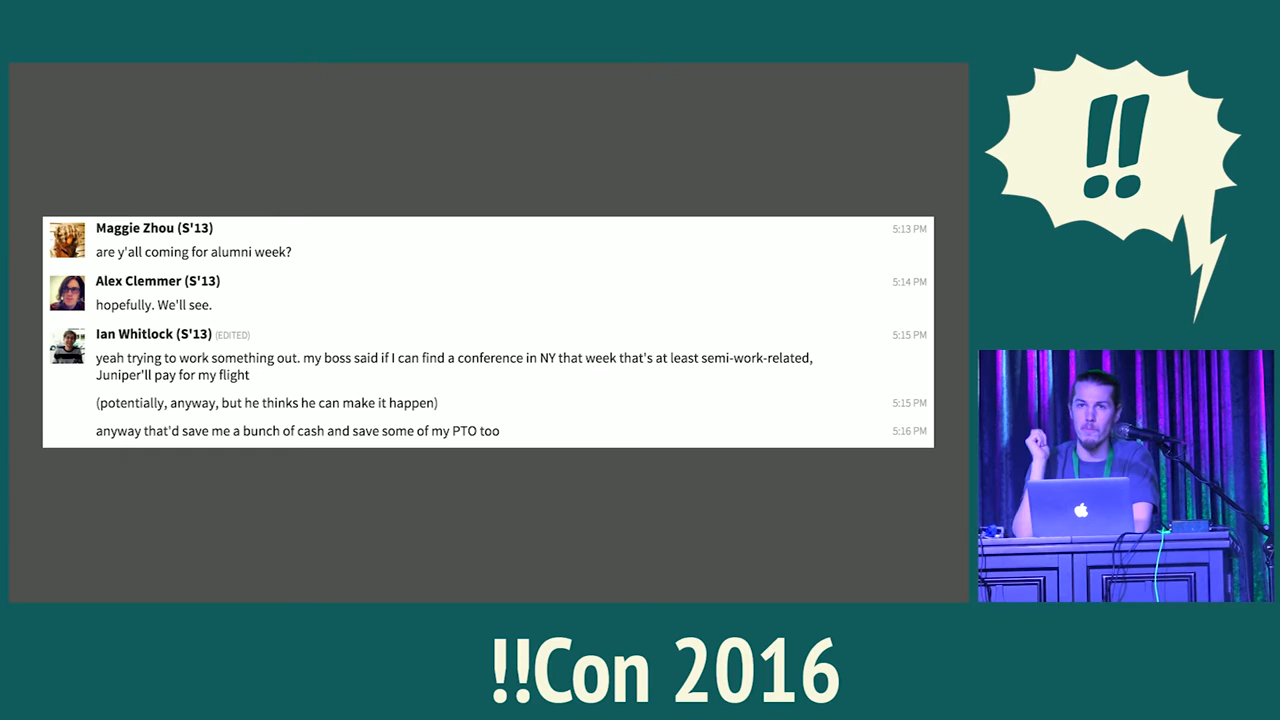 !!
Maggie Zhou (S'13) 5:13 PM
are y'all coming for alumni week?
Alex Clemmer (S'13) 5:14 PM
hopefully. We'll see.
Ian Whitlock (S'13) (EDITED) 5:15 PM
yeah trying to work something out. my boss said if I can find a conference in NY that week that's at least semi-work-related,
Juniper'll pay for my flight
(potentially, anyway, but he thinks he can make it happen) 5:15 PM
anyway that'd save me a bunch of cash and save some of my PTO too 5:16 PM
!!Con 2016